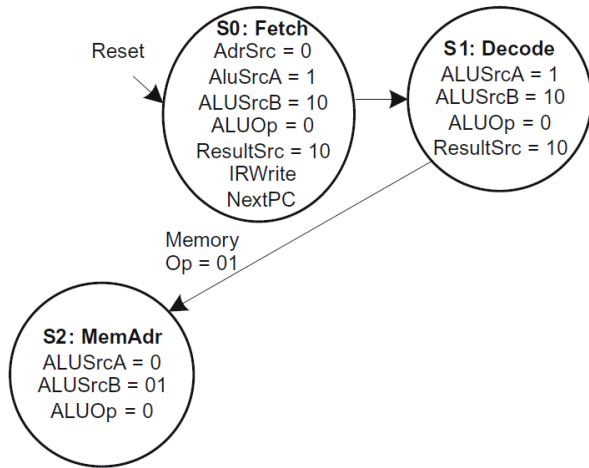 Reset
S0: Fetch
AdrSrc = 0
AluSrcA = 1
ALUSrcB = 10
ALUOp = 0
ResultSrc = 10
IRWrite
NextPC
S1: Decode
ALUSrcA = 1
ALUSrcB = 10
ALUOp = 0
ResultSrc = 10
Memory
Op = 01
S2: MemAdr
ALUSrcA = 0
ALUSrcB = 01
ALUOp = 0